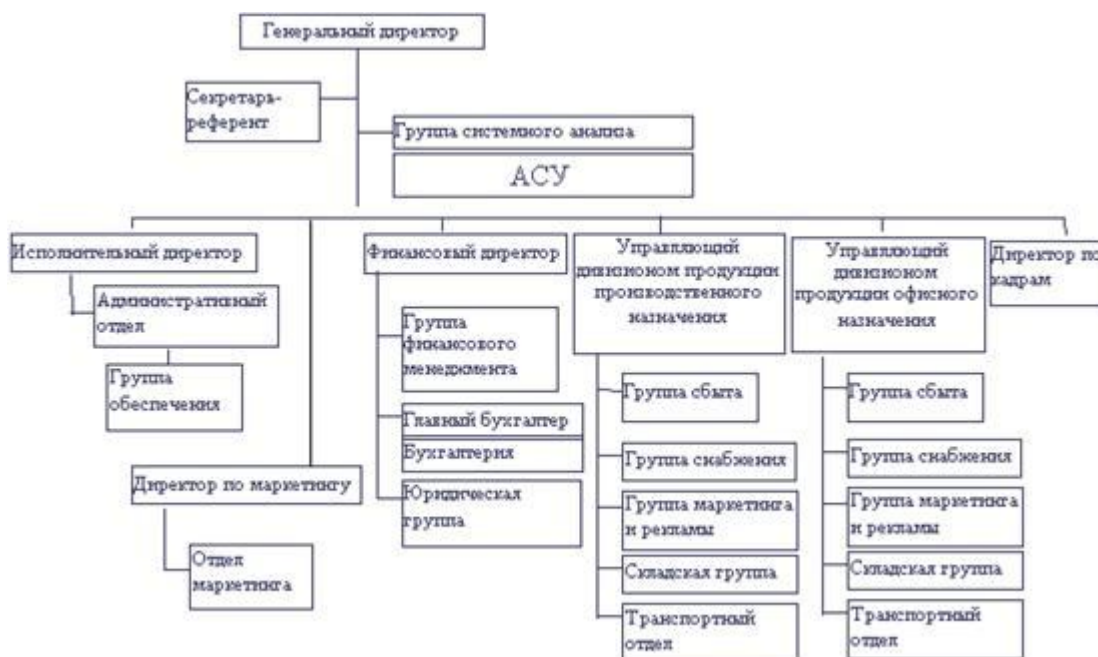 Генеральный директор
Секретарь-
референт
Группа системного анализа
АСУ
Исполнительный директор
Административный
отдел
Группа
обеспечения
Директор по маркетингу
Отдел
маркетинга
Финансовый директор
Группа
финансового
менеджмента
Главный бухгалтер
Бухгалтерия
Юридическая
группа
Управляющий
дивизионом продукции
производственного
назначения
Группа сбыта
Группа снабжения
Группа маркетинга
и рекламы
Складская группа
Транспортный
отдел
Управляющий
дивизионом
продукции офисного
назначения
Группа сбыта
Группа снабжения
Группа маркетинга
и рекламы
Складская группа
Транспортный
отдел
Директор по
кадрам